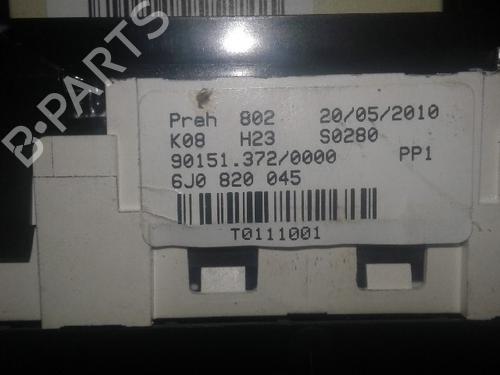 B-PARTS
Preh 802 20/05/2010
K08 H23 S0280
90151.372/0000 PP1
6J0 820 045
T0111001